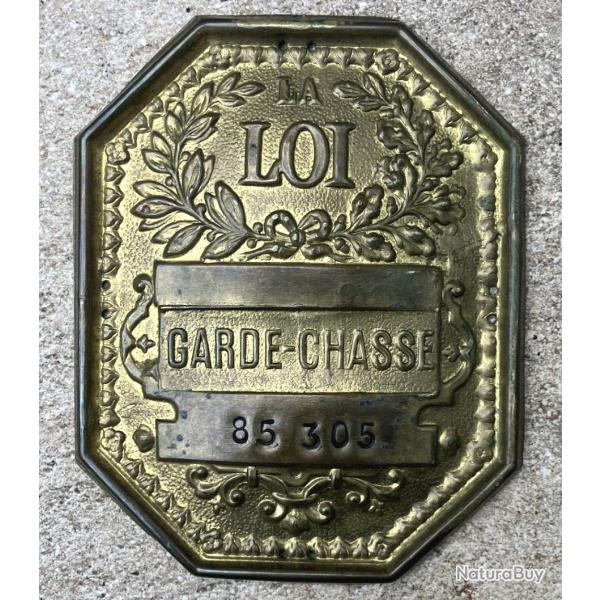 LA
LOI
GARDE-CHASSE
85 305
NaturaBuy